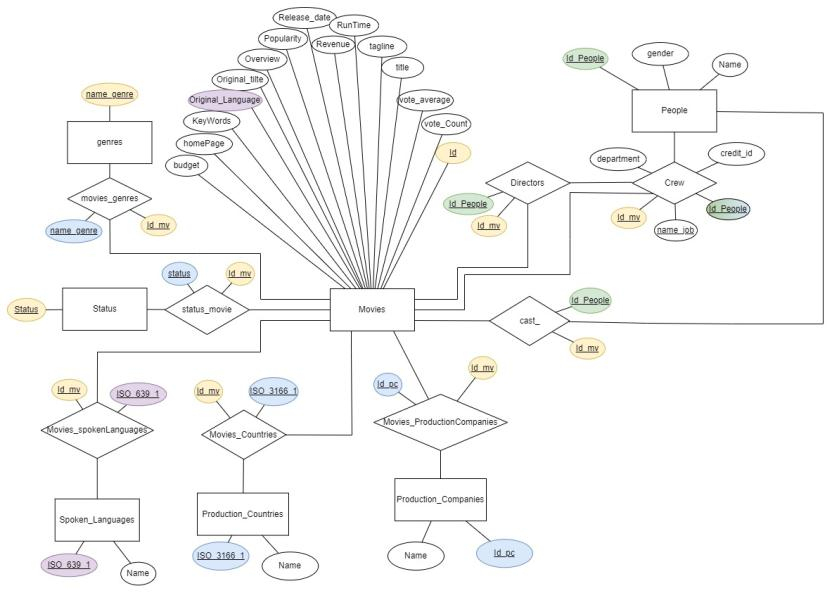 Release_date
RunTime
Popularity
Revenue
tagline
Overview
title
Original_tilte
Original_Language
vote_average
KeyWords
vote_Count
homePage
Id
budget
name_genre
genres
movies_genres
name_genre
Id_mv
Id_People
gender
Name
People
department
credit_id
Directors
Crew
Id_People
Id_mv
Id_mv
Id_People
name_job
status
Id_mv
Status
Status
status_movie
Movies
Id_People
cast_
Id_mv
Id_mv
ISO_639_1
Movies_spokenLanguages
Id_mv
ISO_3166_1
Movies_Countries
Id_pc
Id_mv
Movies_ProductionCompanies
Spoken_Languages
ISO_639_1
Name
Production_Countries
ISO_3166_1
Name
Production_Companies
Name
Id_pc